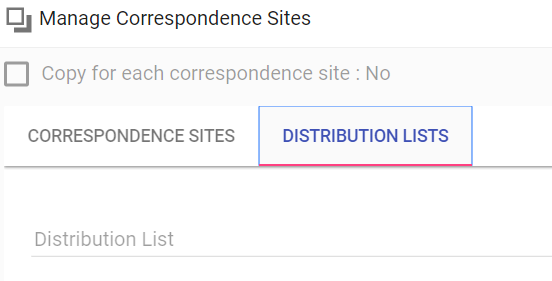 Manage Correspondence Sites
Copy for each correspondence site : No
CORRESPONDENCE SITES DISTRIBUTION LISTS
Distribution List